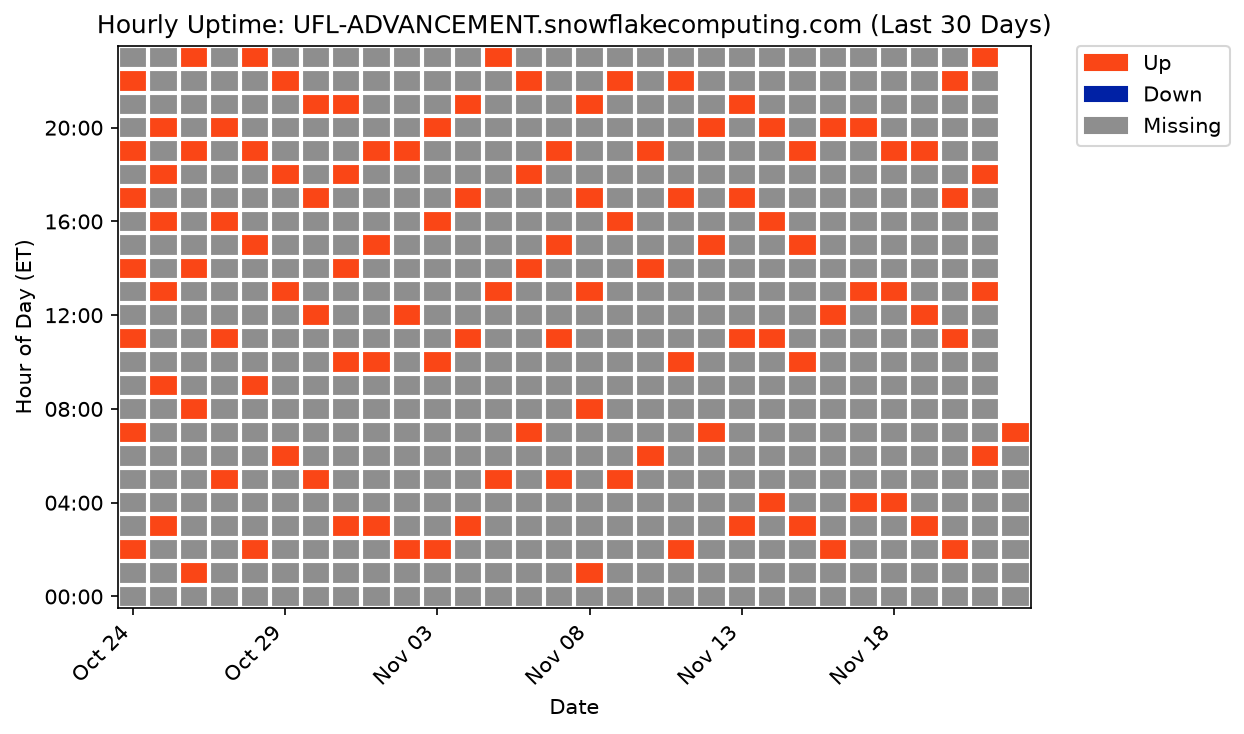 Hourly Uptime: UFL-ADVANCEMENT.snowflakecomputing.com (Last 30 Days)
Up
Down
Missing
Hour of Day (ET)
20:00
16:00
12:00
08:00
04:00
00:00
Oct 24
Oct 29
Nov 03
Nov 08
Nov 13
Nov 18
Date